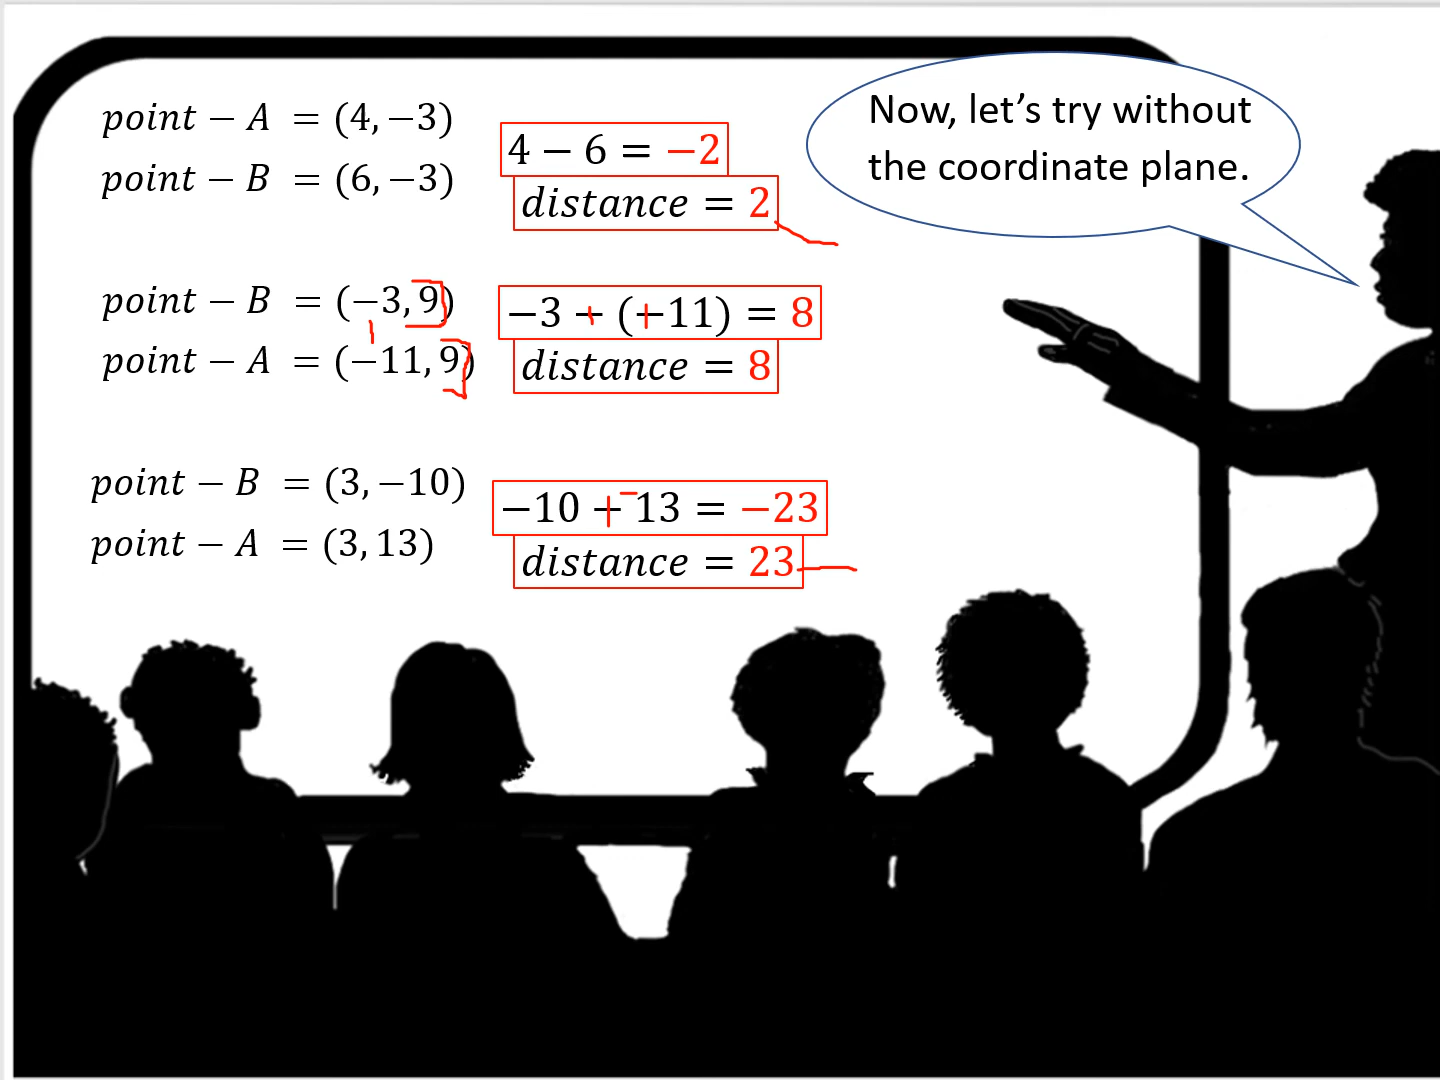 point − A = (4, −3)
point − B = (6, −3)
4 − 6 = −2
distance = 2
Now, let's try without
the coordinate plane.
point − B = (−3, 9)
point − A = (−11, 9)
−3 + (+11) = 8
distance = 8
point − B = (3, −10)
point − A = (3, 13)
−10 + −13 = −23
distance = 23